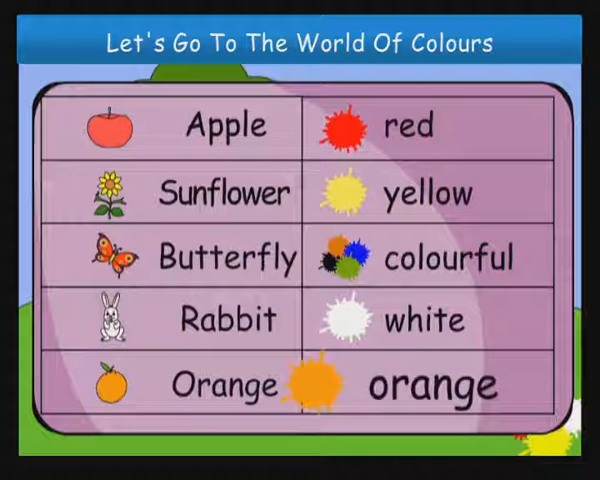 Let's Go To The World Of Colours
Apple red
Sunflower yellow
Butterfly colourful
Rabbit white
Orange orange